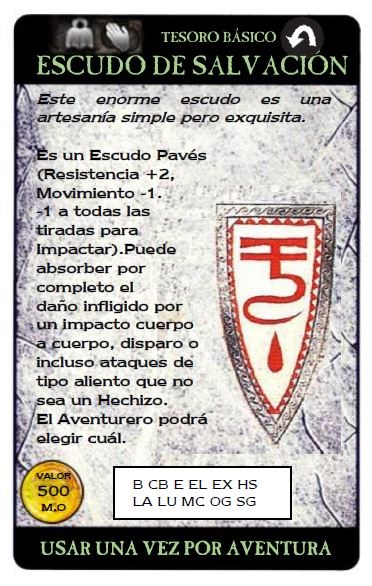 TESORO BÁSICO
ESCUDO DE SALVACIÓN
Este enorme escudo es una
artesanía simple pero exquisita.
Es un Escudo Pavés
(Resistencia +2,
Movimiento -1.
-1 a todas las
tiradas para
Impactar).Puede
absorber por
completo el
daño infligido por
un impacto cuerpo
a cuerpo, disparo o
incluso ataques de
tipo aliento que no
sea un Hechizo.
El Aventurero podrá
elegir cuál.
VALOR
500
M.O
B CB E EL EX HS
LA LU MC OG SG
USAR UNA VEZ POR AVENTURA